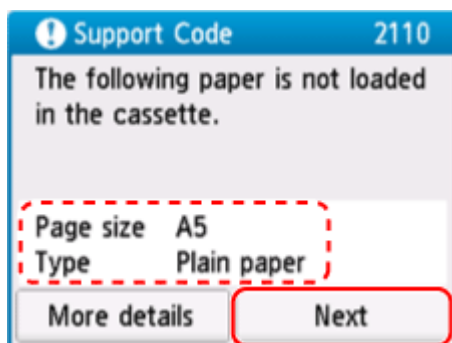 Support Code 2110
The following paper is not loaded
in the cassette.
Page size A5
Type Plain paper
More details Next